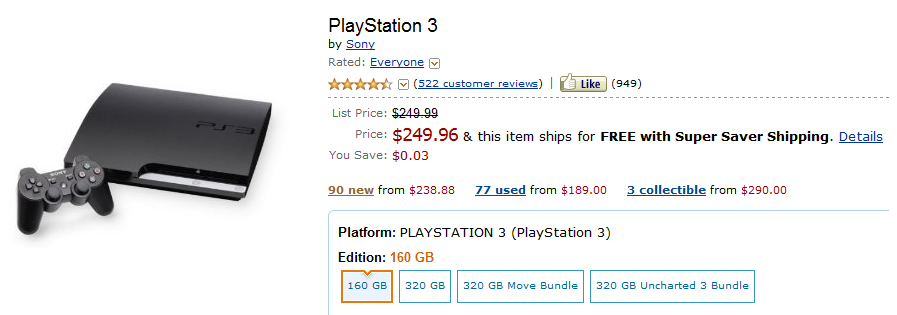 PlayStation 3
by Sony
Rated: Everyone
(522 customer reviews) | Like (949)
List Price: $249.99
Price: $249.96 & this item ships for FREE with Super Saver Shipping. Details
You Save: $0.03
90 new from $238.88 77 used from $189.00 3 collectible from $290.00
Platform: PLAYSTATION 3 (PlayStation 3)
Edition: 160 GB
160 GB 320 GB 320 GB Move Bundle 320 GB Uncharted 3 Bundle
PS3
SONY